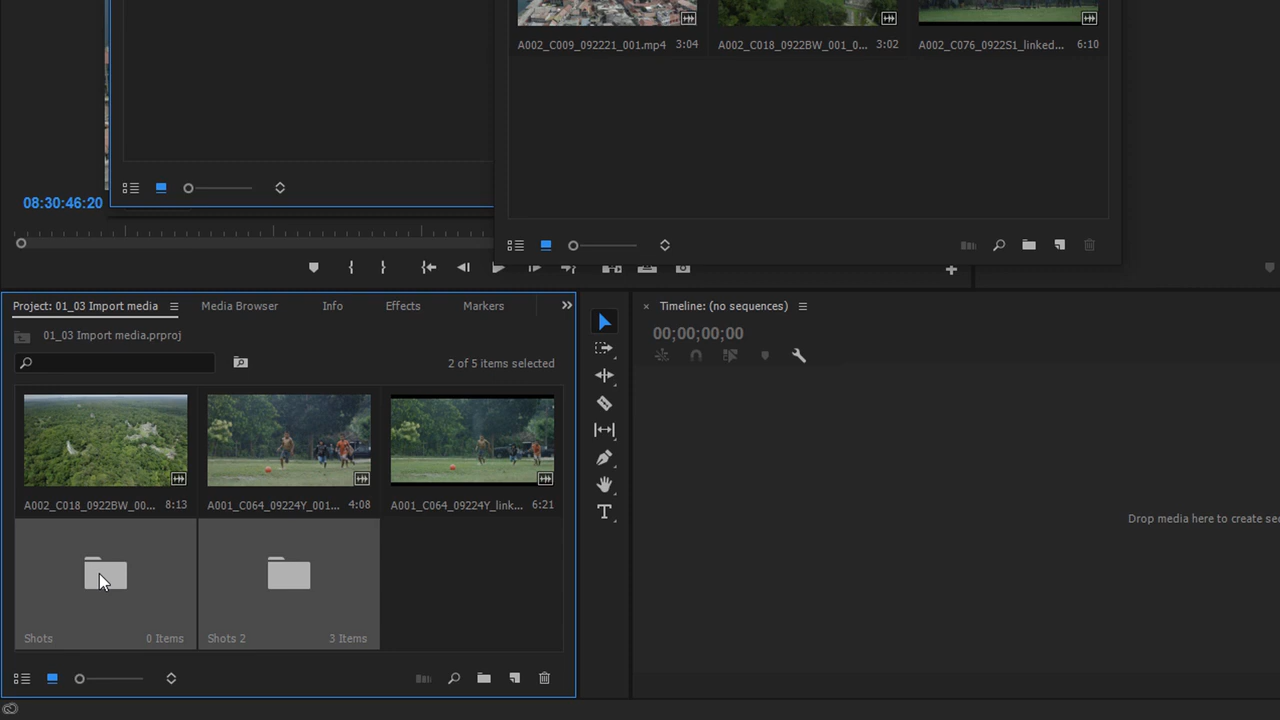 A002_C009_092221_001.mp4 3:04 A002_C018_0922BW_001_0... 3:02 A002_C076_0922S1_linked... 6:10
08:30:46:20
Project: 01_03 Import media Media Browser Info Effects Markers
Timeline: (no sequences)
01_03 Import media.prproj
00;00;00;00
2 of 5 items selected
A002_C018_0922BW_00... 8:13 A001_C064_09224Y_001... 4:08 A001_C064_09224Y_link... 6:21
Drop media here to create se
Shots 0 Items Shots 2 3 Items